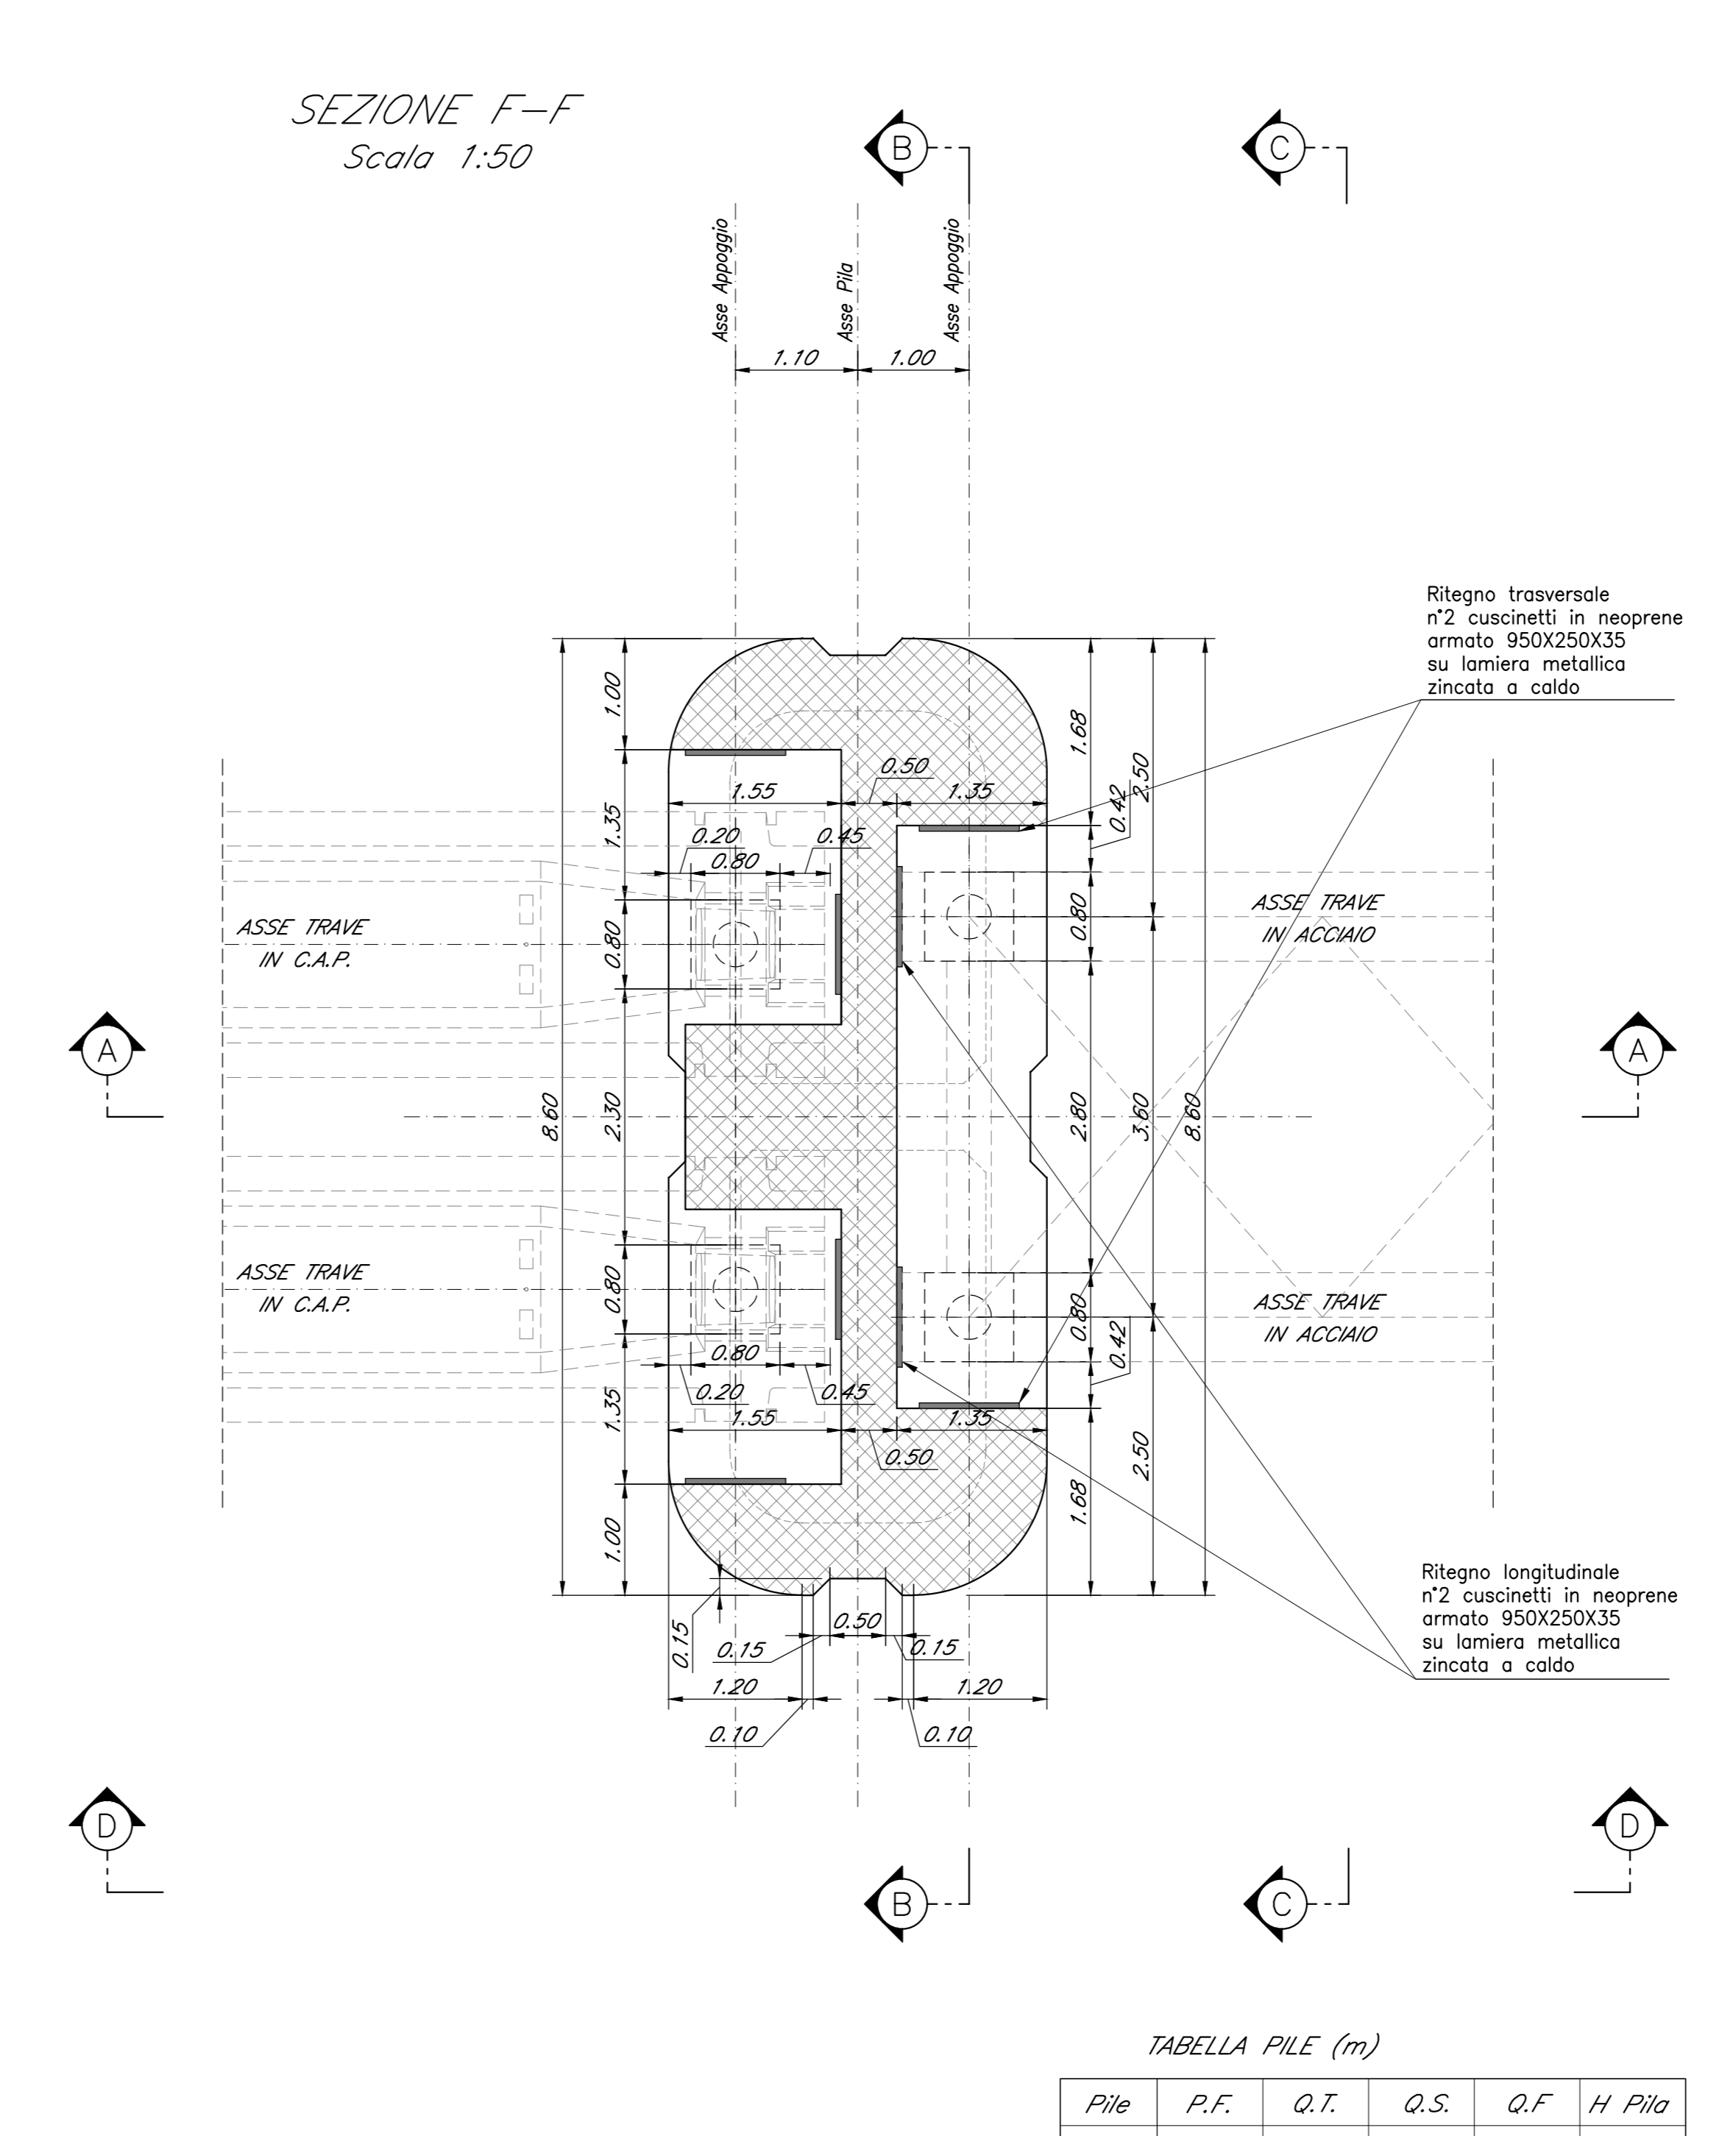 SEZIONE F-F
Scala 1:50
B
C
Asse Appoggio
Asse Pila
Asse Appoggio
1.10
1.00
Ritegno trasversale
n°2 cuscinetti in neoprene
armato 950X250X35
su lamiera metallica
zincata a caldo
1.00
1.68
2.50
0.50
1.55
1.35
0.42
1.35
0.20
0.45
0.80
ASSE TRAVE
IN C.A.P.
0.80
0.80
ASSE TRAVE
IN ACCIAIO
A
A
8.60
2.30
2.80
3.60
8.60
ASSE TRAVE
IN C.A.P.
0.80
0.80
ASSE TRAVE
IN ACCIAIO
0.80
0.42
0.20
0.45
1.35
1.55
1.35
0.50
2.50
1.68
1.00
Ritegno longitudinale
n°2 cuscinetti in neoprene
armato 950X250X35
su lamiera metallica
zincata a caldo
0.15
0.50
0.15
0.15
1.20
1.20
0.10
0.10
D
D
B
C
TABELLA PILE (m)
Pile P.F. Q.T. Q.S. Q.F H Pila